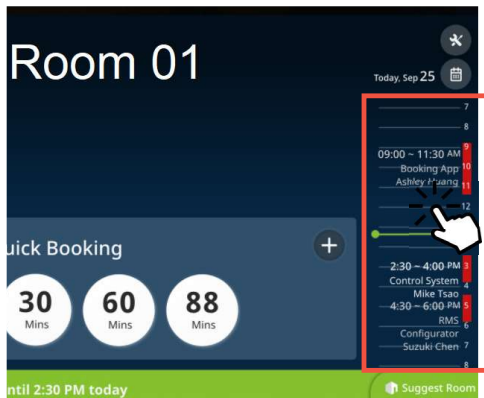 Room 01
Today, Sep 25
7
8
9
09:00 ~ 11:30 AM
Booking App
10
Ashley Huang
11
12
uick Booking
+
2:30 ~ 4:00 PM
3
Control System
4
Mike Tsao
30
Mins
60
Mins
88
Mins
4:30 ~ 6:00 PM
5
RMS
6
Configurator
Suzuki Chen
7
8
ntil 2:30 PM today
Suggest Room